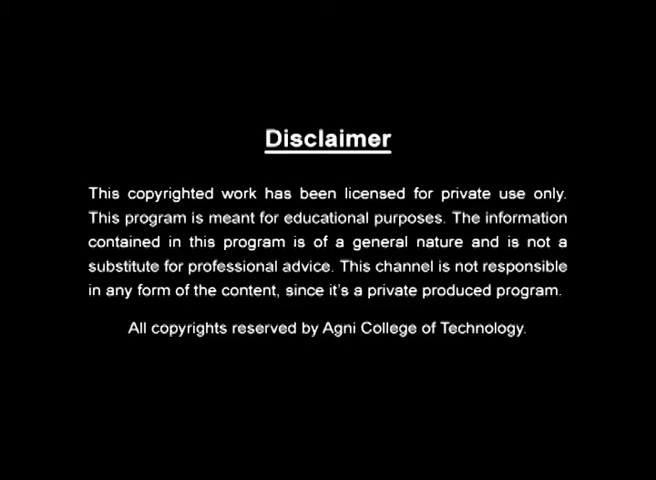 Disclaimer
This copyrighted work has been licensed for private use only.
This program is meant for educational purposes. The information
contained in this program is of a general nature and is not a
substitute for professional advice. This channel is not responsible
in any form of the content, since it's a private produced program.
All copyrights reserved by Agni College of Technology.